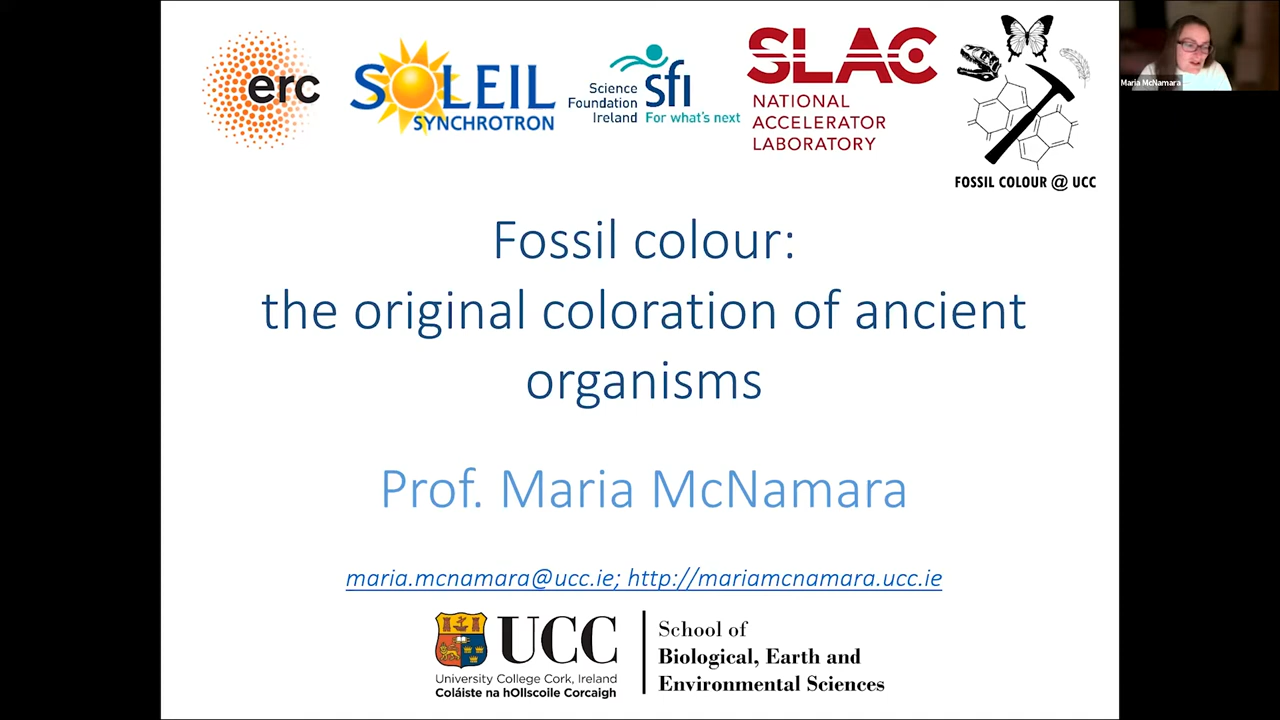 erc
SOLEIL
SYNCHROTRON
Science
Foundation
Ireland
sfi
For what's next
SLAC
NATIONAL
ACCELERATOR
LABORATORY
FOSSIL COLOUR @ UCC
Maria McNamara
Fossil colour:
the original coloration of ancient
organisms
Prof. Maria McNamara
maria.mcnamara@ucc.ie; http://mariamcnamara.ucc.ie
UCC
University College Cork, Ireland
Coláiste na hOllscoile Corcaigh
School of
Biological, Earth and
Environmental Sciences